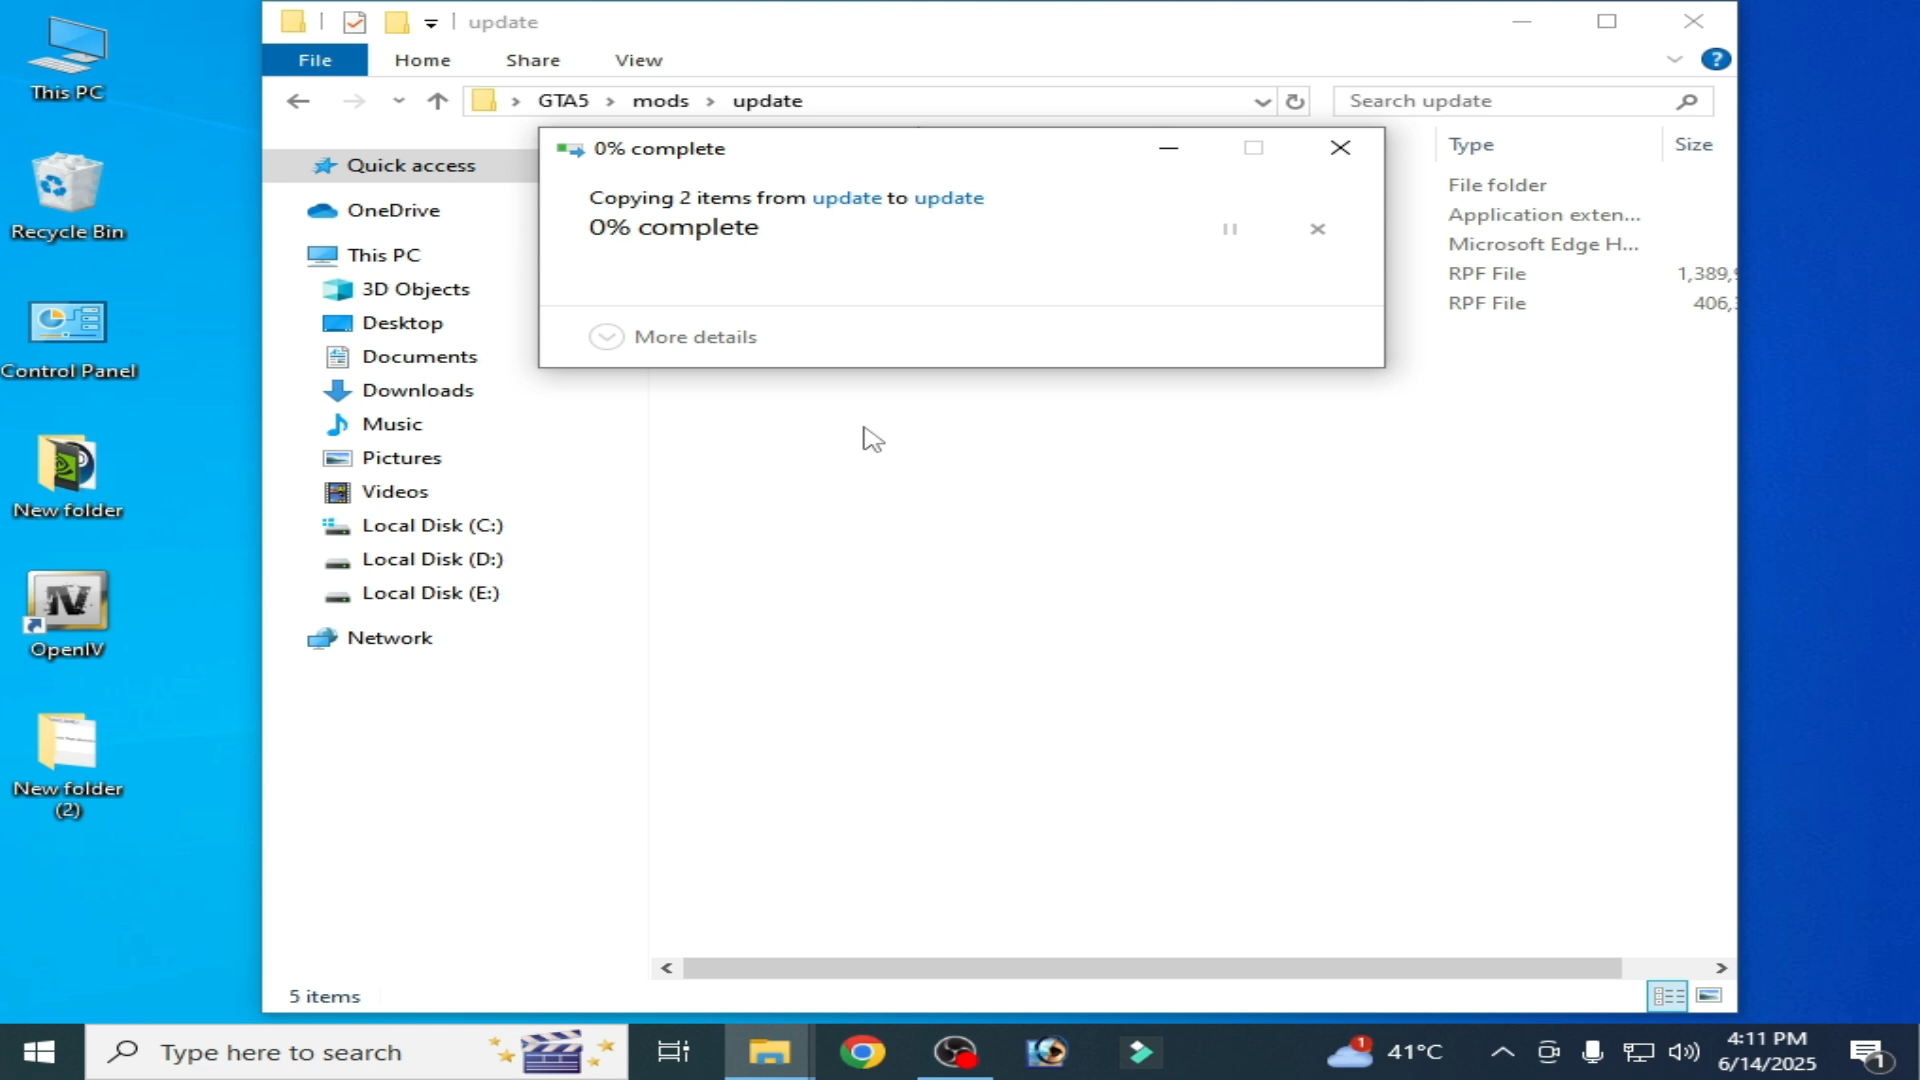 This PC
Recycle Bin
Control Panel
New folder
OpenIV
New folder
(2)
update
File
Home
Share
View
GTA5
mods
update
Search update
Quick access
OneDrive
This PC
3D Objects
Desktop
Documents
Downloads
Music
Pictures
Videos
Local Disk (C:)
Local Disk (D:)
Local Disk (E:)
Network
0% complete
Copying 2 items from update to update
0% complete
More details
Type
Size
File folder
Application exten...
Microsoft Edge H...
RPF File
1,389,
RPF File
406,
5 items
Type here to search
1
41°C
4:11 PM
6/14/2025
1